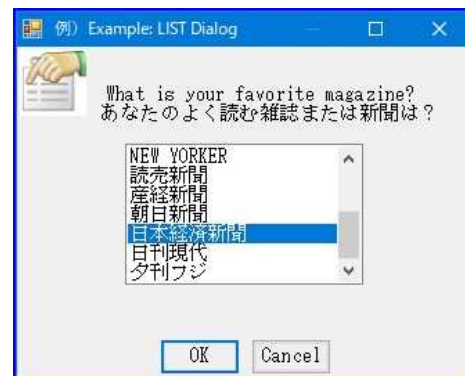 例） Example: LIST Dialog
What is your favorite magazine?
あなたのよく読む雑誌または新聞は？
NEW YORKER
読売新聞
産経新聞
朝日新聞
日本経済新聞
日刊現代
夕刊フジ
OK
Cancel